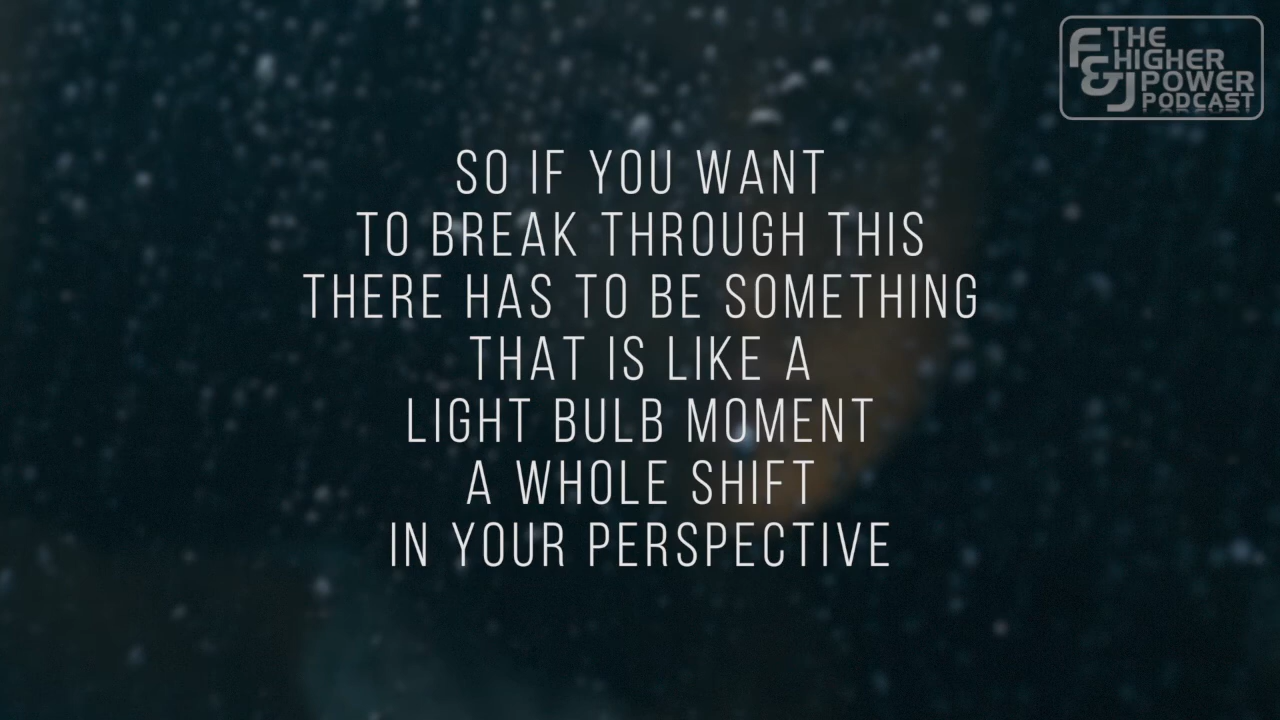 F&J THE HIGHER POWER PODCAST
SO IF YOU WANT
TO BREAK THROUGH THIS
THERE HAS TO BE SOMETHING
THAT IS LIKE A
LIGHT BULB MOMENT
A WHOLE SHIFT
IN YOUR PERSPECTIVE